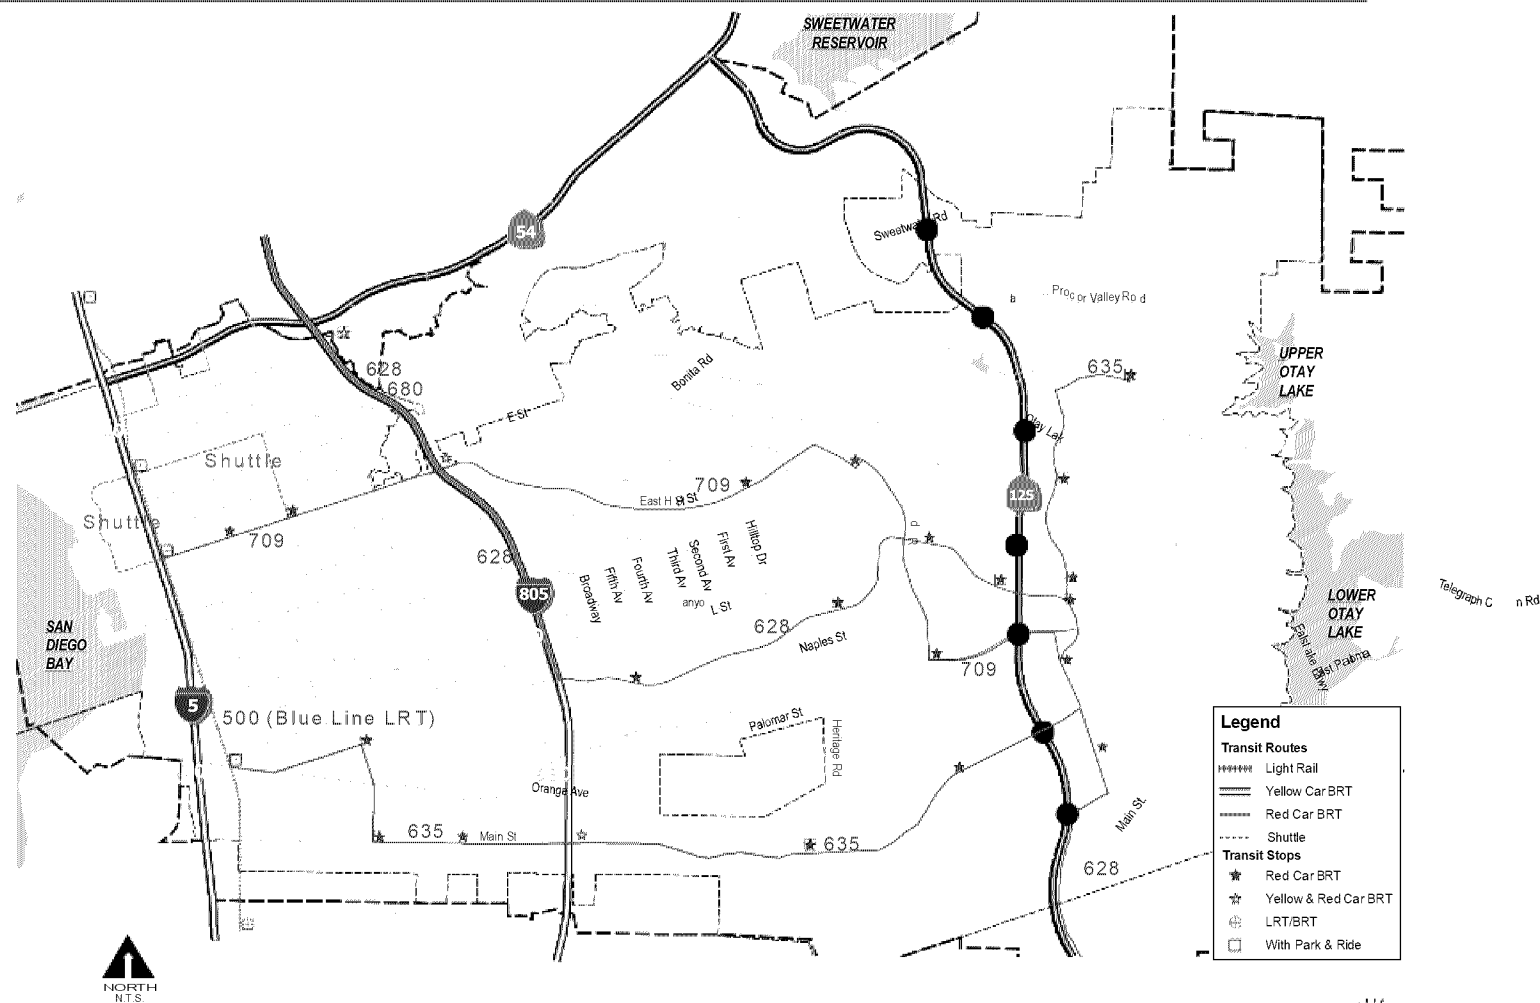 SWEETWATER
RESERVOIR
54
Sweetwater Rd
Valley
628
680
Bonita Rd
635
UPPER
OTAY
LAKE
E St
Shuttle
Otay Lak
709
East H St
125
Shuttle
709
628
805
Broadway
Fifth Av
Fourth Av
Third Av
Second Av
First Av
Hilltop Dr
anyo
L St
628
Naples St
709
Telegraph C n Rd
LOWER
OTAY
LAKE
SAN
DIEGO
BAY
5
500 (Blue Line LRT)
Palomar St
Heritage Rd
Orange Ave
635
Main St
635
Main St.
628
Legend
Transit Routes
Light Rail
Yellow Car BRT
Red Car BRT
Shuttle
Transit Stops
Red Car BRT
Yellow & Red Car BRT
LRT/BRT
With Park & Ride
NORTH
N.T.S.